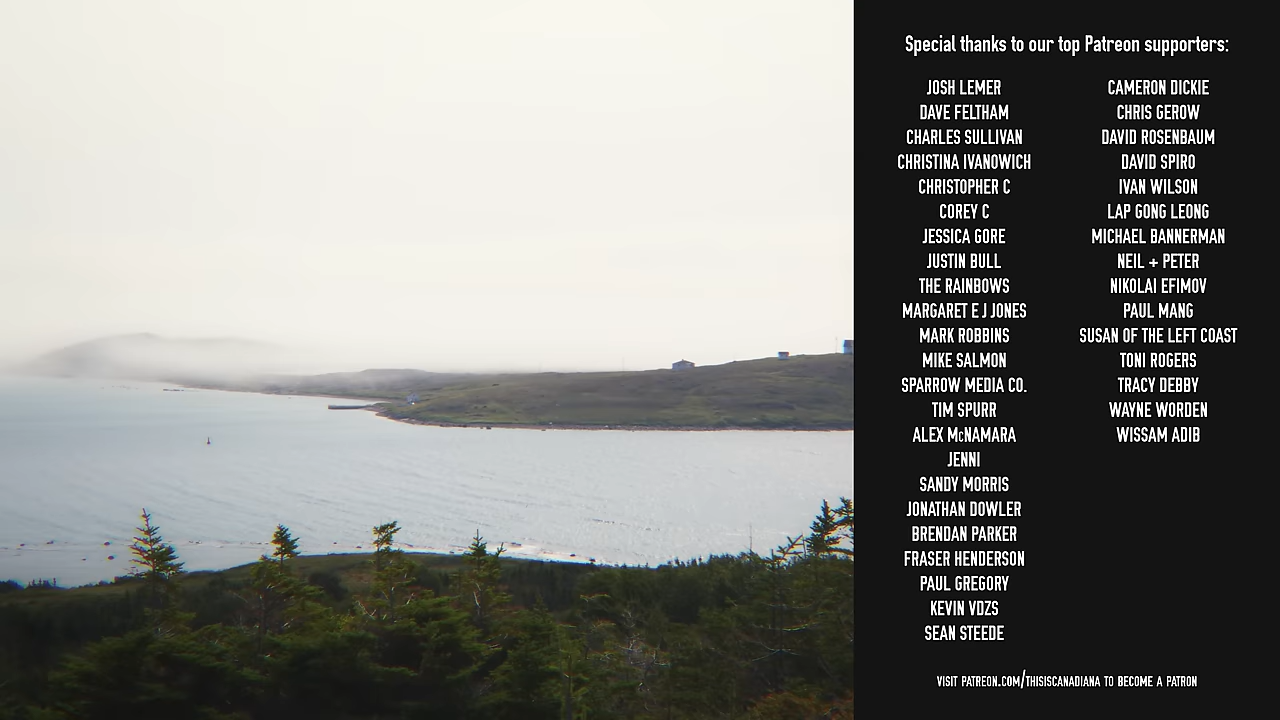 Special thanks to our top Patreon supporters:
JOSH LEMER
DAVE FELTHAM
CHARLES SULLIVAN
CHRISTINA IVANOWICH
CHRISTOPHER C
COREY C
JESSICA GORE
JUSTIN BULL
THE RAINBOWS
MARGARET E J JONES
MARK ROBBINS
MIKE SALMON
SPARROW MEDIA CO.
TIM SPURR
ALEX McNAMARA
JENNI
SANDY MORRIS
JONATHAN DOWLER
BRENDAN PARKER
FRASER HENDERSON
PAUL GREGORY
KEVIN VDZS
SEAN STEEDE
CAMERON DICKIE
CHRIS GEROW
DAVID ROSENBAUM
DAVID SPIRO
IVAN WILSON
LAP GONG LEONG
MICHAEL BANNERMAN
NEIL + PETER
NIKOLAI EFIMOV
PAUL MANG
SUSAN OF THE LEFT COAST
TONI ROGERS
TRACY DEBBY
WAYNE WORDEN
WISSAM ADIB
VISIT PATREON.COM/THISISCANADIANA TO BECOME A PATRON